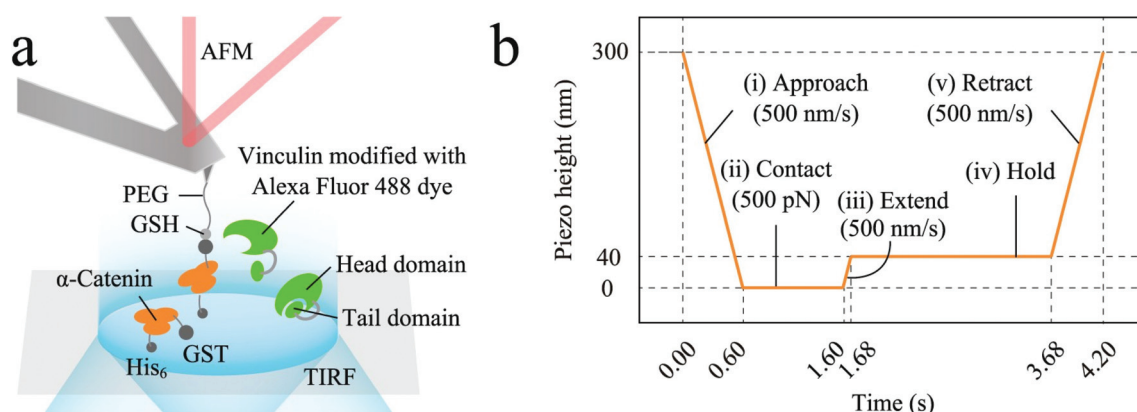 a
AFM
Vinculin modified with
Alexa Fluor 488 dye
PEG
GSH
α-Catenin
Head domain
Tail domain
GST
His6
TIRF
b
Piezo height (nm)
300
40
0
(i) Approach
(500 nm/s)
(v) Retract
(500 nm/s)
(ii) Contact
(500 pN)
(iii) Extend
(500 nm/s)
(iv) Hold
0.00
0.60
1.60
1.68
3.68
4.20
Time (s)